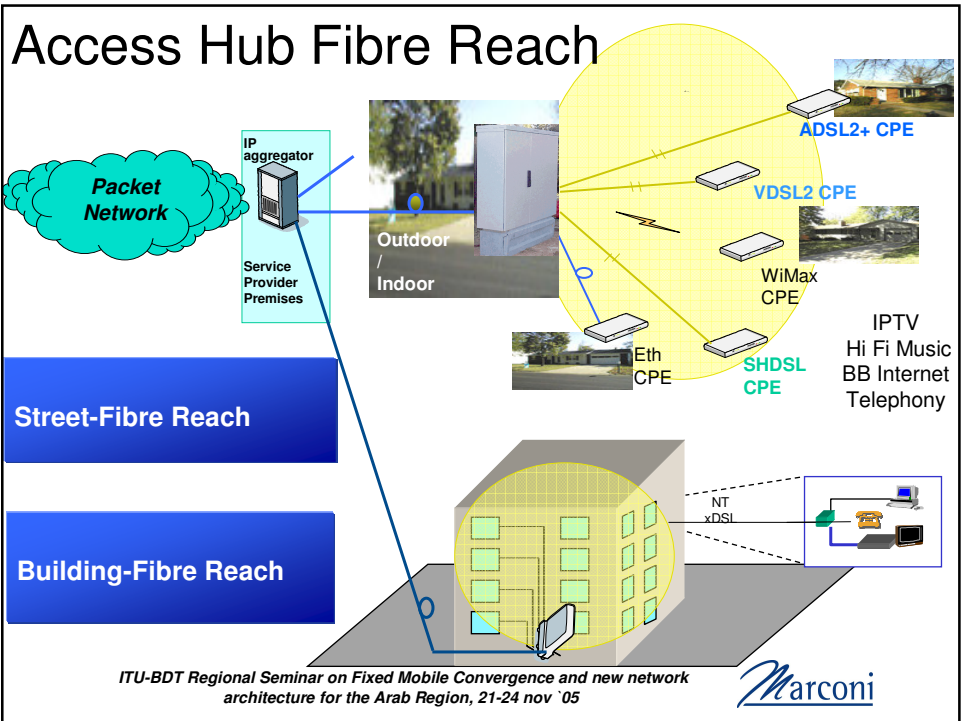 Access Hub Fibre Reach
IP
aggregator
Packet
Network
Service
Provider
Premises
Outdoor
/
Indoor
ADSL2+ CPE
VDSL2 CPE
WiMax
CPE
Eth
CPE
SHDSL
CPE
IPTV
Hi Fi Music
BB Internet
Telephony
Street-Fibre Reach
Building-Fibre Reach
NT
xDSL
ITU-BDT Regional Seminar on Fixed Mobile Convergence and new network
architecture for the Arab Region, 21-24 nov `05
Marconi